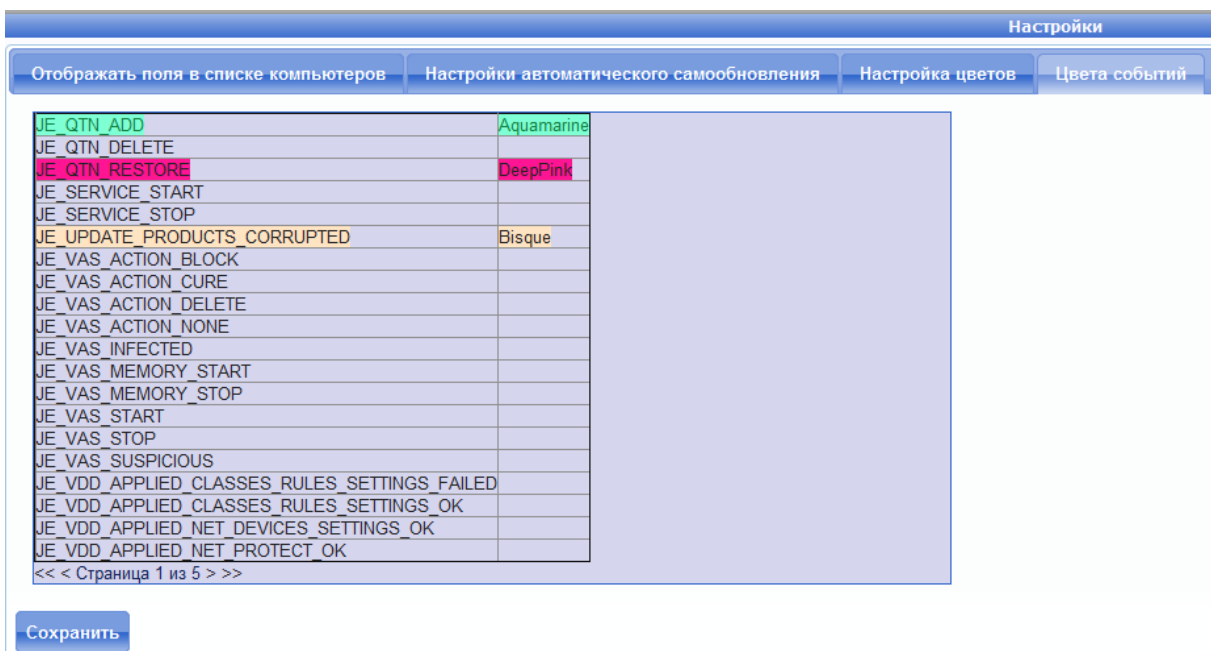 Настройки
Отображать поля в списке компьютеров Настройки автоматического самообновления Настройка цветов Цвета событий
JE_QTN_ADD Aquamarine
JE_QTN_DELETE
JE_QTN_RESTORE DeepPink
JE_SERVICE_START
JE_SERVICE_STOP
JE_UPDATE_PRODUCTS_CORRUPTED Bisque
JE_VAS_ACTION_BLOCK
JE_VAS_ACTION_CURE
JE_VAS_ACTION_DELETE
JE_VAS_ACTION_NONE
JE_VAS_INFECTED
JE_VAS_MEMORY_START
JE_VAS_MEMORY_STOP
JE_VAS_START
JE_VAS_STOP
JE_VAS_SUSPICIOUS
JE_VDD_APPLIED_CLASSES_RULES_SETTINGS_FAILED
JE_VDD_APPLIED_CLASSES_RULES_SETTINGS_OK
JE_VDD_APPLIED_NET_DEVICES_SETTINGS_OK
JE_VDD_APPLIED_NET_PROTECT_OK
<< < Страница 1 из 5 > >>
Сохранить